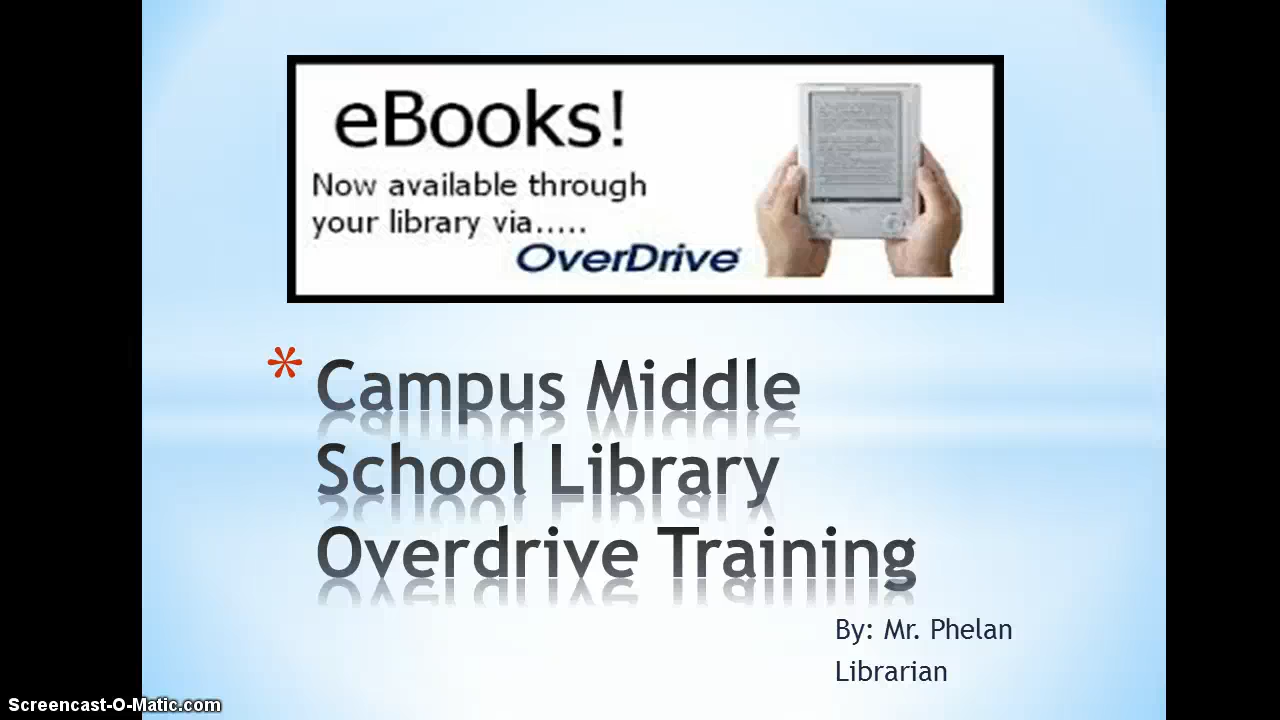 eBooks!
Now available through
your library via.....
OverDrive
* Campus Middle
School Library
Overdrive Training
By: Mr. Phelan
Librarian
Screencast-O-Matic.com